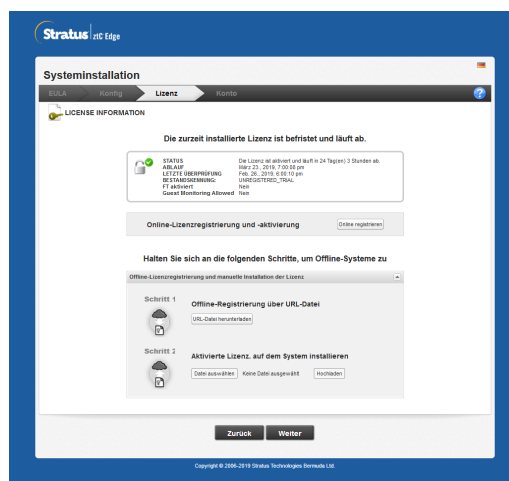 Stratus ztC Edge
Systeminstallation
EULA Konfig Lizenz Konto
?
LICENSE INFORMATION
Die zurzeit installierte Lizenz ist befristet und läuft ab.
STATUS Die Lizenz ist aktiviert und läuft in 24 Tag(en) 3 Stunden ab.
ABLAUF März 23 , 2019, 7:00:08 pm
LETZTE ÜBERPRÜFUNG Feb. 26., 2019, 6:00:10 pm
BESTANDSKENNUNG: UNREGISTERED_TRIAL
FT aktiviert Nein
Guest Monitoring Allowed Nein
Online-Lizenzregistrierung und -aktivierung Online registrieren
Halten Sie sich an die folgenden Schritte, um Offline-Systeme zu
Offline-Lizenzregistrierung und manuelle Installation der Lizenz
Schritt 1
Offline-Registrierung über URL-Datei
URL-Datei herunterladen
Schritt 2
Aktivierte Lizenz. auf dem System installieren
Datei auswählen Keine Datei ausgewählt Hochladen
Zurück Weiter
Copyright © 2006-2019 Stratus Technologies Bermuda Ltd.